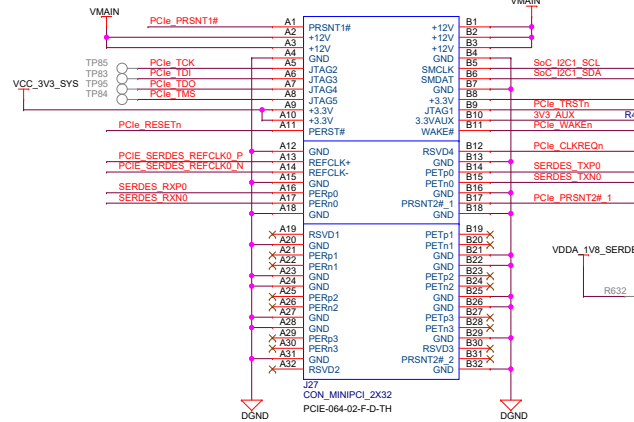 VMAIN VMAIN
PCIe_PRSNT1# A1 PRSNT1# +12V B1
A2 +12V +12V B2
A3 +12V +12V B3
A4 GND GND B4
TP85 PCIe_TCK A5 JTAG2 SMCLK B5 SoC_I2C1_SCL
TP83 PCIe_TDI A6 JTAG3 SMDAT B6 SoC_I2C1_SDA
TP95 PCIe_TDO A7 JTAG4 GND B7
TP84 PCIe_TMS A8 JTAG5 +3.3V B8
VCC_3V3_SYS A9 +3.3V JTAG1 B9 PCIe_TRSTn
A10 +3.3V 3.3VAUX B10 3V3_AUX
PCIe_RESETn A11 PERST# WAKE# B11 PCIe_WAKEn
A12 GND RSVD4 B12 PCIe_CLKREQn
PCIE_SERDES_REFCLK0_P A13 REFCLK+ GND B13
PCIE_SERDES_REFCLK0_N A14 REFCLK- PETp0 B14 SERDES_TXP0
A15 GND PETn0 B15 SERDES_TXN0
SERDES_RXP0 A16 PERp0 GND B16
SERDES_RXN0 A17 PERn0 PRSNT2#_1 B17 PCIe_PRSNT2#_1
A18 GND GND B18
A19 RSVD1 PETp1 B19
A20 GND PETn1 B20
A21 PERp1 GND B21
A22 PERn1 GND B22
A23 GND PETp2 B23
A24 GND PETn2 B24
A25 PERp2 GND B25
A26 PERn2 GND B26
A27 GND PETp3 B27
A28 GND PETn3 B28
A29 PERp3 GND B29
A30 PERn3 RSVD3 B30
A31 GND PRSNT2#_2 B31
A32 RSVD2 GND B32
VDDA_1V8_SERDE
R632
J27
CON_MINIPCI_2X32
PCIE-064-02-F-D-TH
DGND DGND